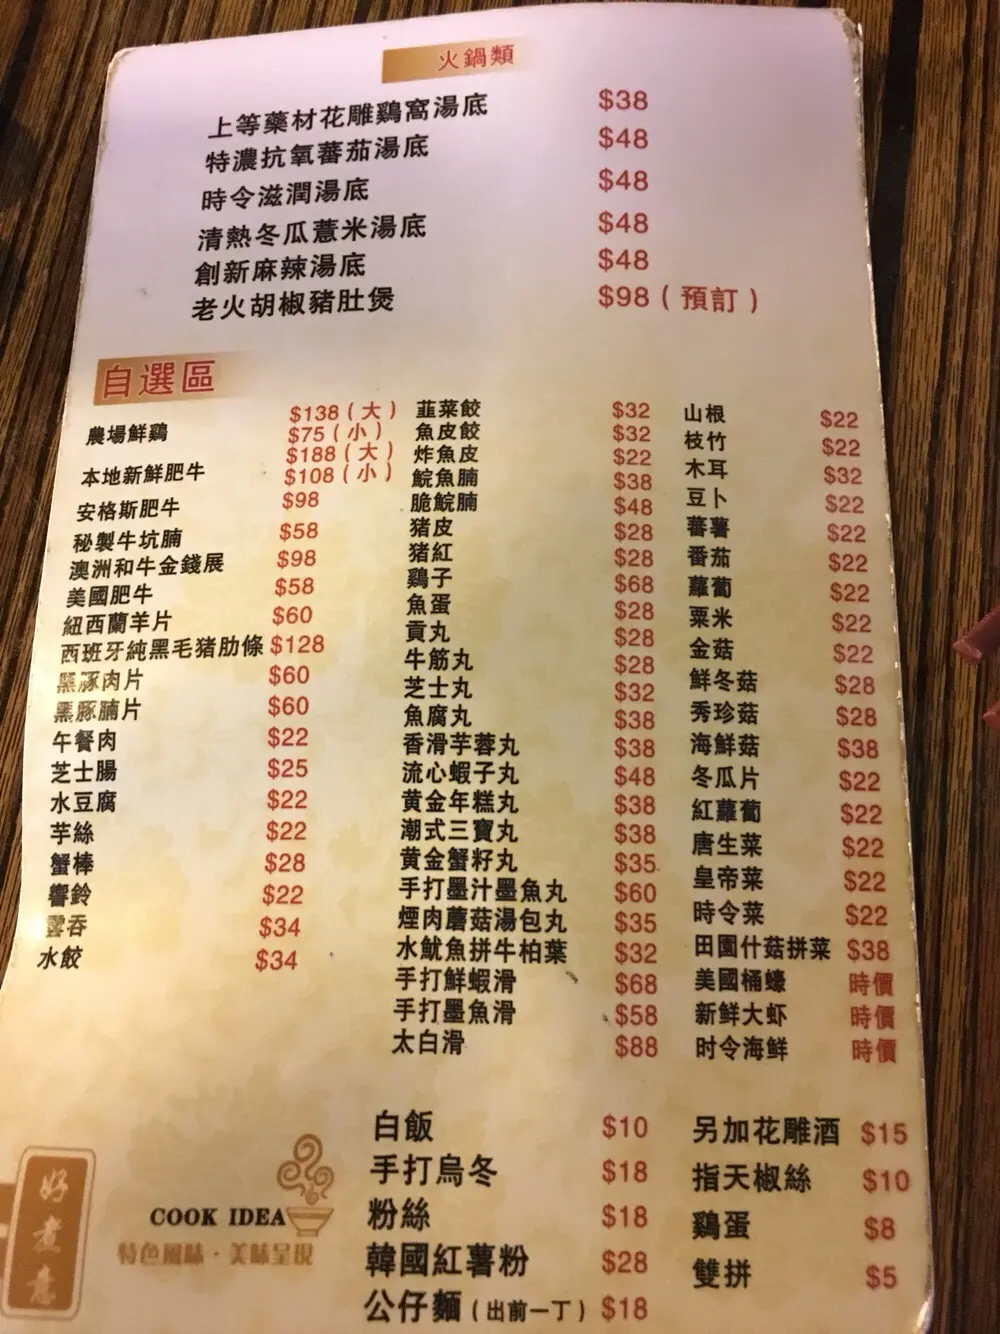 火鍋類
上等藥材花雕鷄窩湯底 $38
特濃抗氧蕃茄湯底 $48
時令滋潤湯底 $48
清熱冬瓜薏米湯底 $48
創新麻辣湯底 $48
老火胡椒豬肚煲 $98（預訂）
自選區
農場鮮鷄 $138（大）
$75（小）
本地新鮮肥牛 $188（大）
$108（小）
安格斯肥牛 $98
秘製牛坑腩 $58
澳洲和牛金錢展 $98
美國肥牛 $58
紐西蘭羊片 $60
西班牙純黑毛猪肋條 $128
黑豚肉片 $60
黑豚腩片 $60
午餐肉 $22
芝士腸 $25
水豆腐 $22
芋絲 $22
蟹棒 $28
響鈴 $22
雲吞 $34
水餃 $34
韮菜餃 $32
魚皮餃 $32
炸魚皮 $22
鯇魚腩 $38
脆鯇腩 $48
猪皮 $28
猪紅 $28
鷄子 $68
魚蛋 $28
貢丸 $28
牛筋丸 $28
芝士丸 $32
魚腐丸 $38
香滑芋蓉丸 $38
流心蝦子丸 $48
黄金年糕丸 $38
潮式三寶丸 $38
黄金蟹籽丸 $35
手打墨汁墨魚丸 $60
煙肉蘑菇湯包丸 $35
水魷魚拼牛柏葉 $32
手打鮮蝦滑 $68
手打墨魚滑 $58
太白滑 $88
山根 $22
枝竹 $22
木耳 $32
豆卜 $22
蕃薯 $22
番茄 $22
蘿蔔 $22
粟米 $22
金菇 $22
鮮冬菇 $28
秀珍菇 $28
海鮮菇 $38
冬瓜片 $22
紅蘿蔔 $22
唐生菜 $22
皇帝菜 $22
時令菜 $22
田園什菇拼菜 $38
美國桶蠔 時價
新鮮大虾 時價
时令海鮮 時價
白飯 $10
手打烏冬 $18
粉絲 $18
韓國紅薯粉 $28
公仔麵（出前一丁）$18
另加花雕酒 $15
指天椒絲 $10
鷄蛋 $8
雙拼 $5
好煮意
COOK IDEA
特色風味·美味呈現